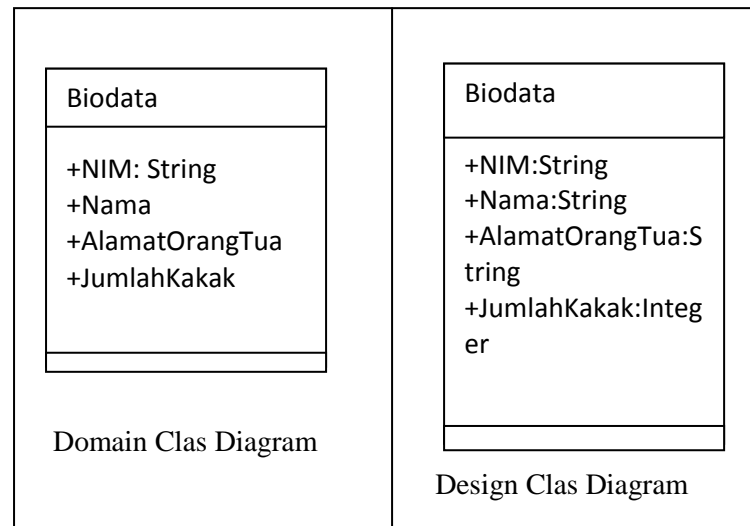 Biodata
+NIM: String
+Nama
+AlamatOrangTua
+JumlahKakak
Domain Clas Diagram
Biodata
+NIM:String
+Nama:String
+AlamatOrangTua:S
tring
+JumlahKakak:Integ
er
Design Clas Diagram